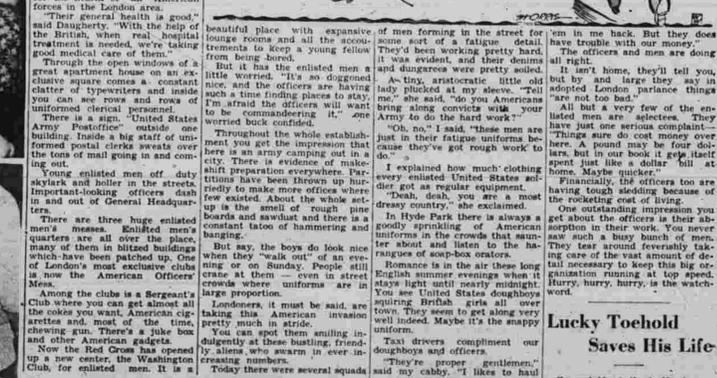 forces in the London area.
"Their general health is good,"
said Daugherty. "With the help of
the British, when real hospital
treatment is needed, we're taking
good medical care of them."
Through the open windows of a
great apartment house on an ex-
clusive square comes a constant
clatter of typewriters and inside
you can see rows and rows of
uniformed clerical personnel.
There is a sign, "United States
Army Postoffice" outside one
building. Inside a big staff of uni-
formed postal clerks sweats over
the tons of mail going in and com-
ing out.
Young enlisted men off duty
skylark and holler in the streets.
Important-looking officers dash
in and out of General Headquar-
ters.
There are three huge enlisted
men's messes. Enlisted men's
quarters are all over the place,
many of them in blitzed buildings
which have been patched up. One
of London's most exclusive clubs
is now the American Officers'
Mess.
Among the clubs is a Sergeant's
Club where you can get almost all
the cokes you want, American cig-
arettes and, most of the time,
chewing gum. There's a juke box
and other American gadgets.
Now the Red Cross has opened
up a new center, the Washington
Club, for enlisted men. It is a
beautiful place with expansive
lounge rooms and all the accou-
trements to keep a young fellow
from being bored.
But it has the enlisted men a
little worried. "It's so doggoned
nice, and the officers are having
such a time finding places to stay,
I'm afraid the officers will want
to be commandeering it," one
worried buck confided.
Throughout the whole establish-
ment you get the impression that
here is an army camping out in a
city. There is evidence of make-
shift preparation everywhere. Par-
titions have been thrown up hur-
riedly to make more offices where
few existed. About the whole set-
up is the smell of rough pine
boards and sawdust and there is a
constant tatoo of hammering and
banging.
But say, the boys do look nice
when they "walk out" of an eve-
ning or on Sunday. People still
crane at them — even in street
crowds where uniforms are in
large proportion.
Londoners, it must be said, are
taking this American invasion
pretty much in stride.
You can spot them smiling in-
dulgently at these bustling, friend-
ly aliens who swarm in ever in-
creasing numbers.
Today there were several squads
of men forming in the street for
some sort of a fatigue detail.
They'd been working pretty hard,
it was evident, and their denims
and dungarees were pretty soiled.
A tiny, aristocratic little old
lady plucked at my sleeve. "Tell
me," she said, "do you Americans
bring along convicts with your
Army to do the hard work?"
"Oh, no," I said, "these men are
just in their fatigue uniforms be-
cause they've got rough work to
do."
I explained how much clothing
every enlisted United States sol-
dier got as regular equipment.
"Deah, deah, you are a most
dressy country," she exclaimed.
In Hyde Park there is always a
goodly sprinkling of American
uniforms in the crowds that saun-
ter about and listen to the ha-
rangues of soap-box orators.
Romance is in the air these long
English summer evenings when it
stays light until nearly midnight.
You see United States doughboys
squiring British girls all over
town. They seem to get along very
well indeed. Maybe it's the snappy
uniform.
Taxi drivers compliment our
doughboys and officers.
"They're proper gentlemen,"
said my cabby. "I likes to haul
'em in me hack. But they does
have trouble with our money."
The officers and men are doing
all right.
It isn't home, they'll tell you,
but by and large they say in
adopted London parlance things
"are not too bad."
All but a very few of the en-
listed men are selectees. They
have just one serious complaint—
"Things sure do cost money over
here. A pound may be four dol-
lars, but in our book it gets itself
spent just like a dollar bill at
home. Maybe quicker."
Financially, the officers too are
having tough sledding because of
the rocketing cost of living.
One outstanding impression you
get about the officers is their ab-
sorption in their work. You never
saw such a busy bunch of men.
They tear around feverishly tak-
ing care of the vast amount of de-
tail necessary to keep this big or-
ganization running at top speed.
Hurry, hurry, hurry, is the watch-
word.
Lucky Toehold
Saves His Life